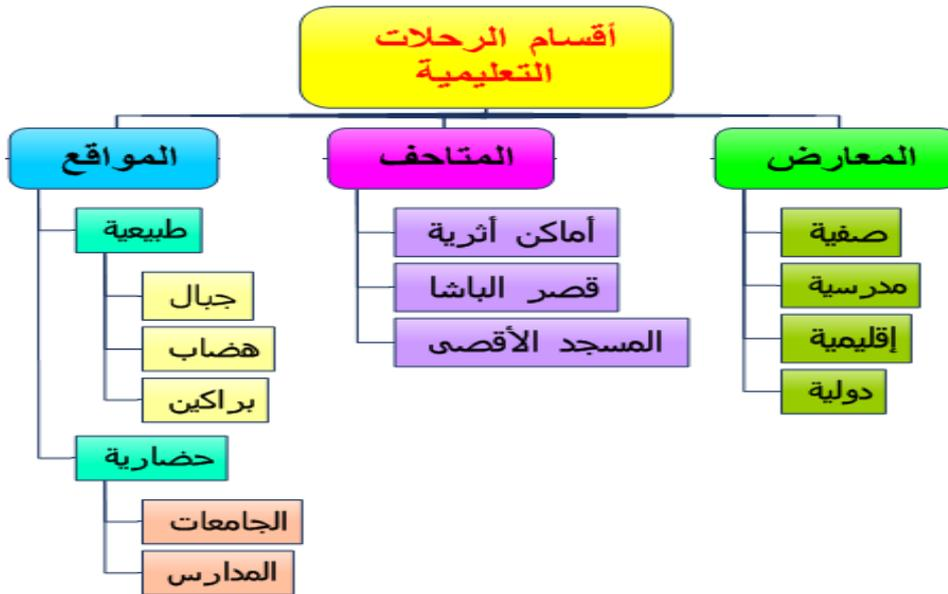 أقسام الرحلات
التعليمية
المعارض
صفية
مدرسية
إقليمية
دولية
المتاحف
أماكن أثرية
قصر الباشا
المسجد الأقصى
المواقع
طبيعية
جبال
هضاب
براكين
حضارية
الجامعات
المدارس